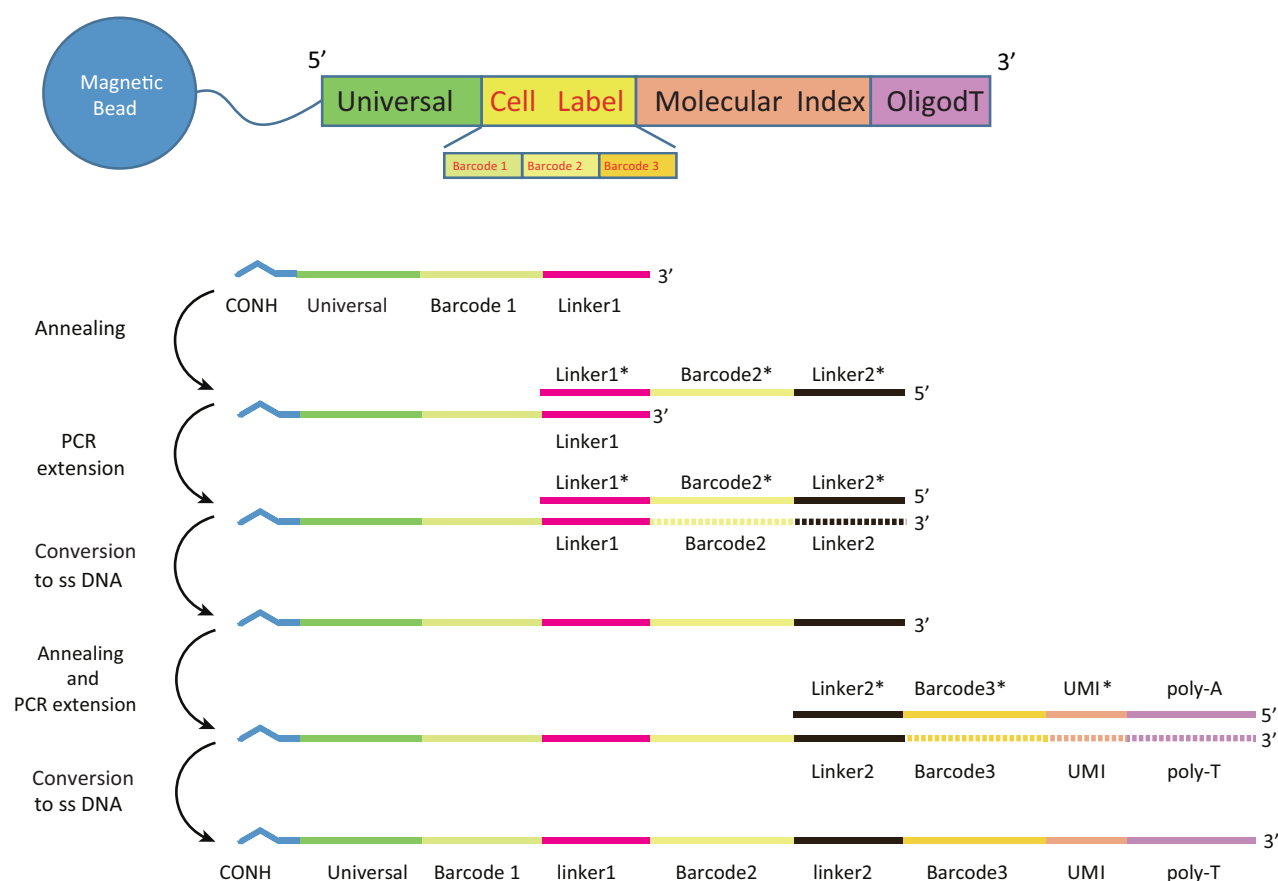 5’
3’
Magnetic
Bead
Universal
Cell Label
Molecular Index
OligodT
Barcode 1
Barcode 2
Barcode 3
3’
CONH
Universal
Barcode 1
Linker1
Annealing
Linker1*
Barcode2*
Linker2*
5’
3’
Linker1
PCR
extension
Linker1*
Barcode2*
Linker2*
5’
3’
Linker1
Barcode2
Linker2
Conversion
to ss DNA
3’
Annealing
and
PCR extension
Linker2*
Barcode3*
UMI*
poly-A
5’
3’
Linker2
Barcode3
UMI
poly-T
Conversion
to ss DNA
3’
CONH
Universal
Barcode 1
linker1
Barcode2
linker2
Barcode3
UMI
poly-T